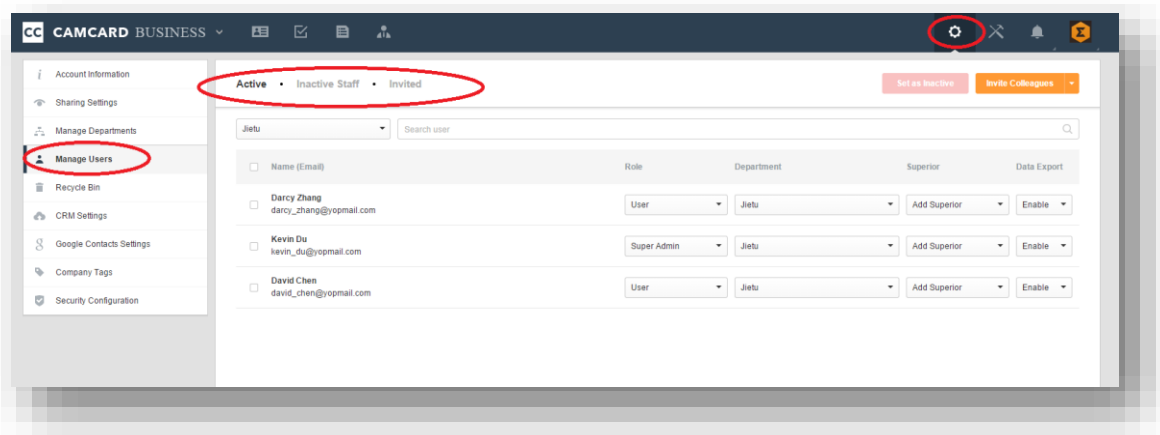 CC CAMCARD BUSINESS
Account Information
Sharing Settings
Manage Departments
Manage Users
Recycle Bin
CRM Settings
Google Contacts Settings
Company Tags
Security Configuration
Active • Inactive Staff • Invited
Set as Inactive Invite Colleagues
Jietu Search user
Name (Email) Role Department Superior Data Export
Darcy Zhang
darcy_zhang@yopmail.com
User Jietu Add Superior Enable
Kevin Du
kevin_du@yopmail.com
Super Admin Jietu Add Superior Enable
David Chen
david_chen@yopmail.com
User Jietu Add Superior Enable